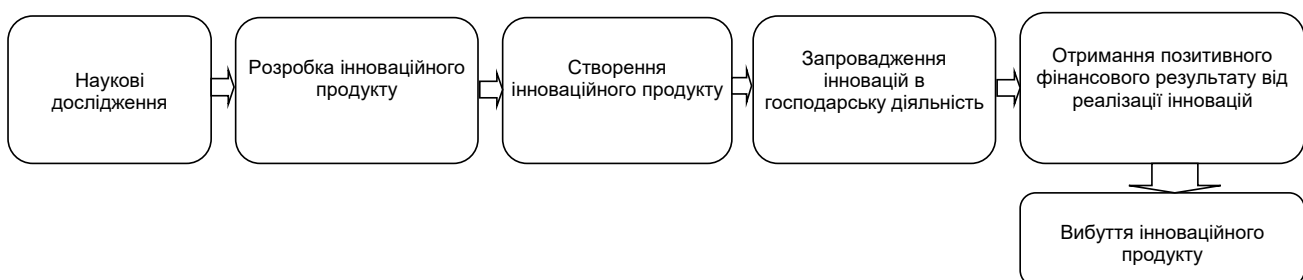 Наукові
дослідження
Розробка інноваційного
продукту
Створення
інноваційного продукту
Запровадження
інновацій в
господарську діяльність
Отримання позитивного
фінансового результату від
реалізації інновацій
Вибуття інноваційного
продукту